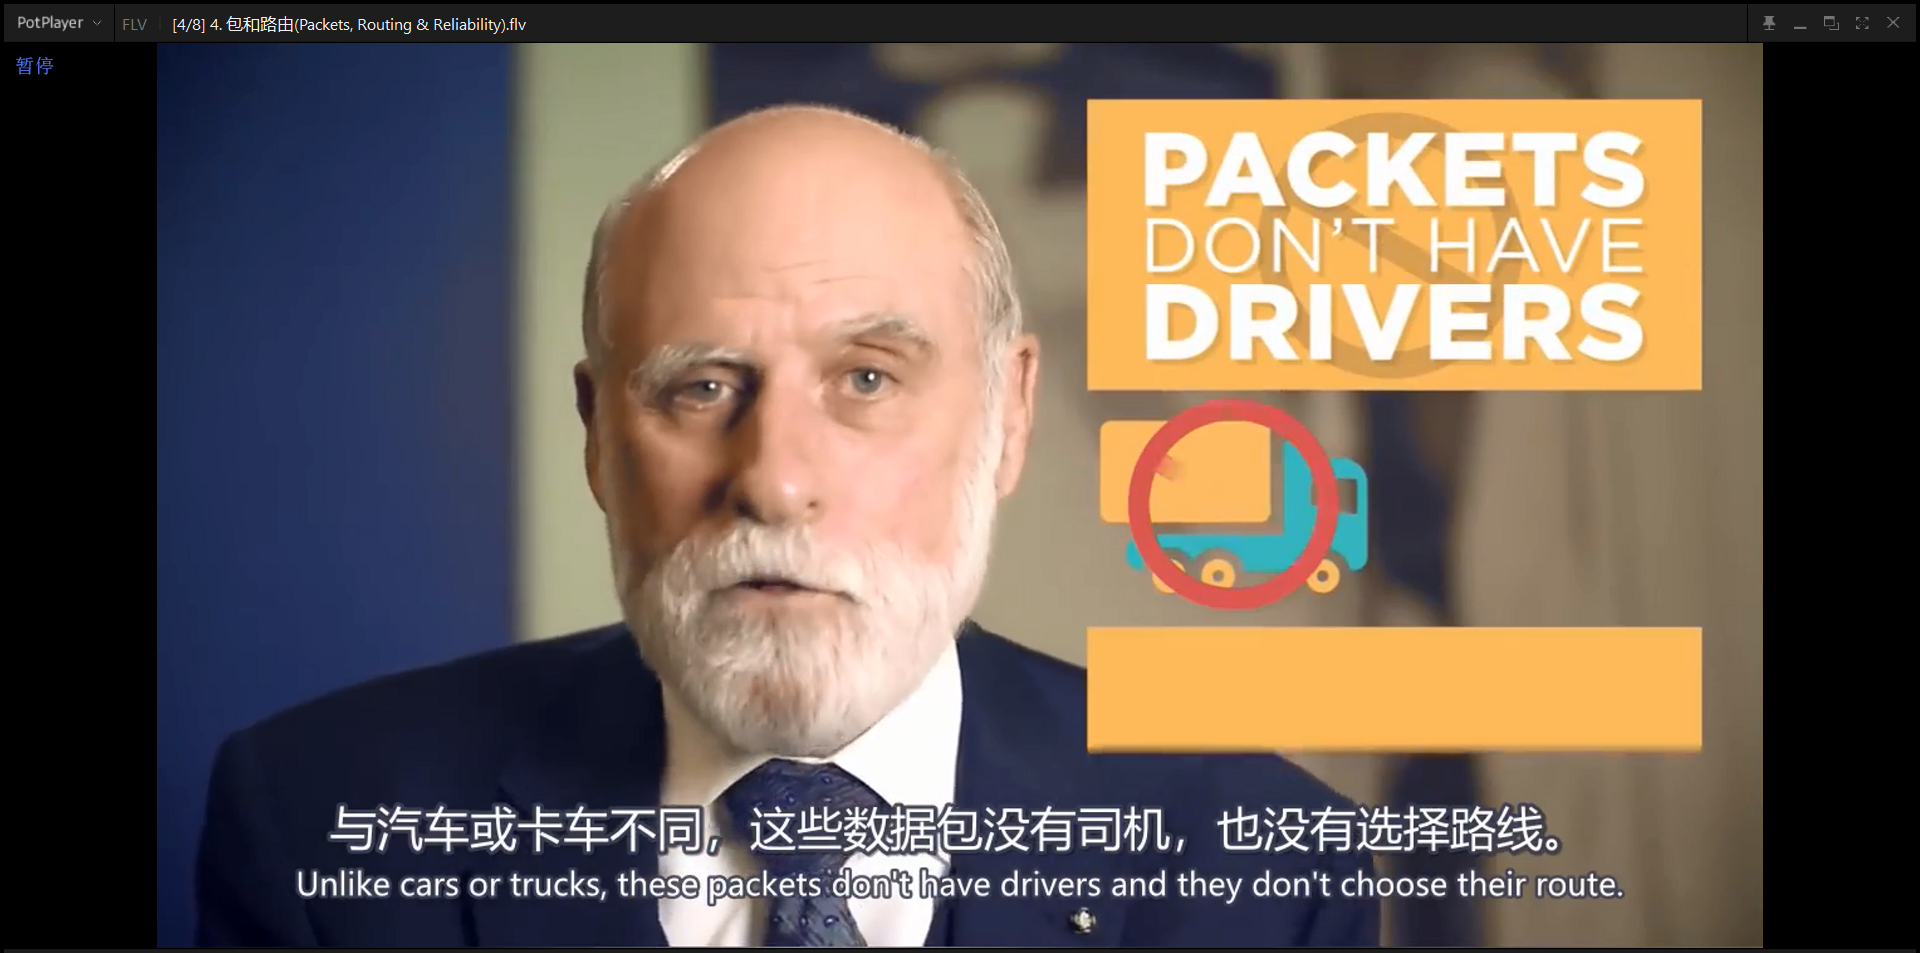 PotPlayer
FLV
[4/8] 4. 包和路由(Packets, Routing & Reliability).flv
暂停
PACKETS
DON'T HAVE
DRIVERS
与汽车或卡车不同，这些数据包没有司机，也没有选择路线。
Unlike cars or trucks, these packets don't have drivers and they don't choose their route.